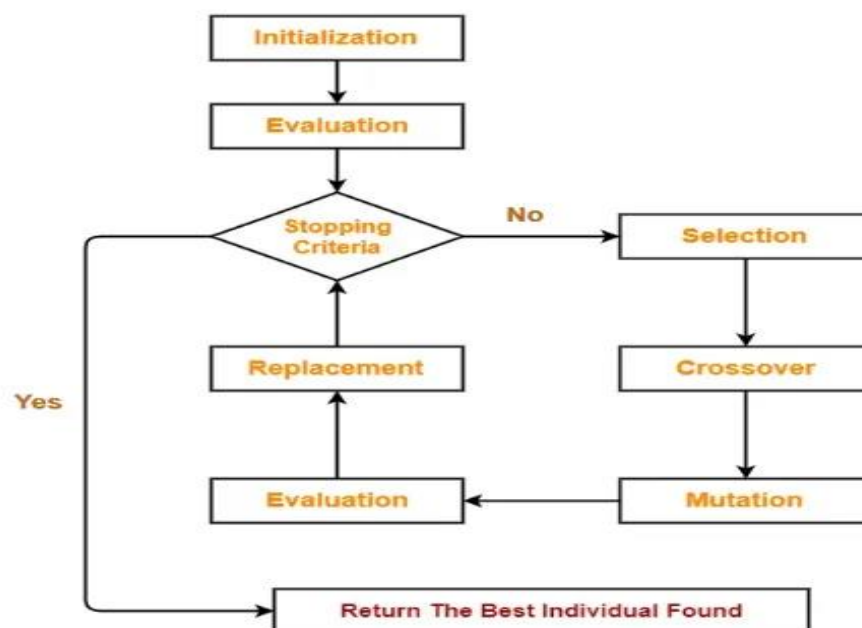 Initialization
Evaluation
Stopping
Criteria
No
Selection
Replacement
Crossover
Yes
Evaluation
Mutation
Return The Best Individual Found